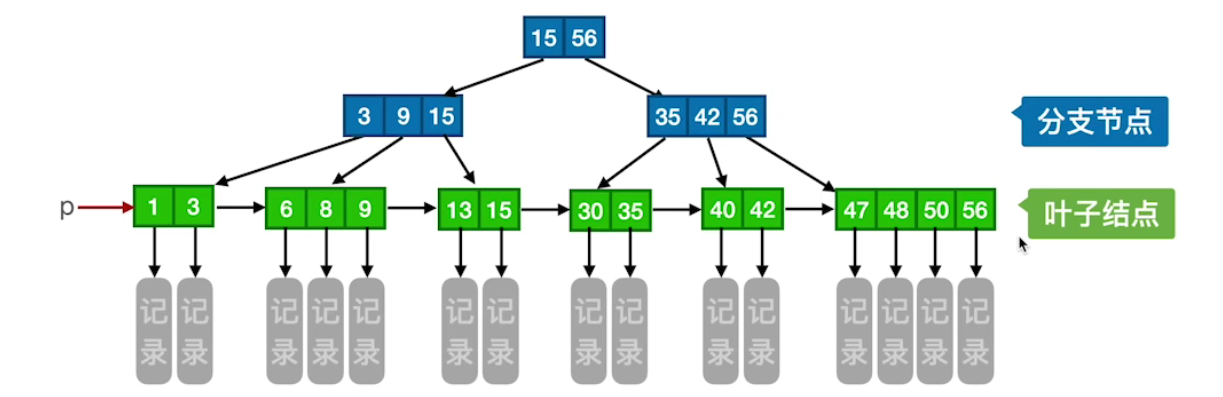 15 56
3 9 15
35 42 56
分支节点
p
1 3
6 8 9
13 15
30 35
40 42
47 48 50 56
叶子结点
记录 记录
记录 记录 记录
记录 记录
记录 记录
记录 记录
记录 记录 记录 记录